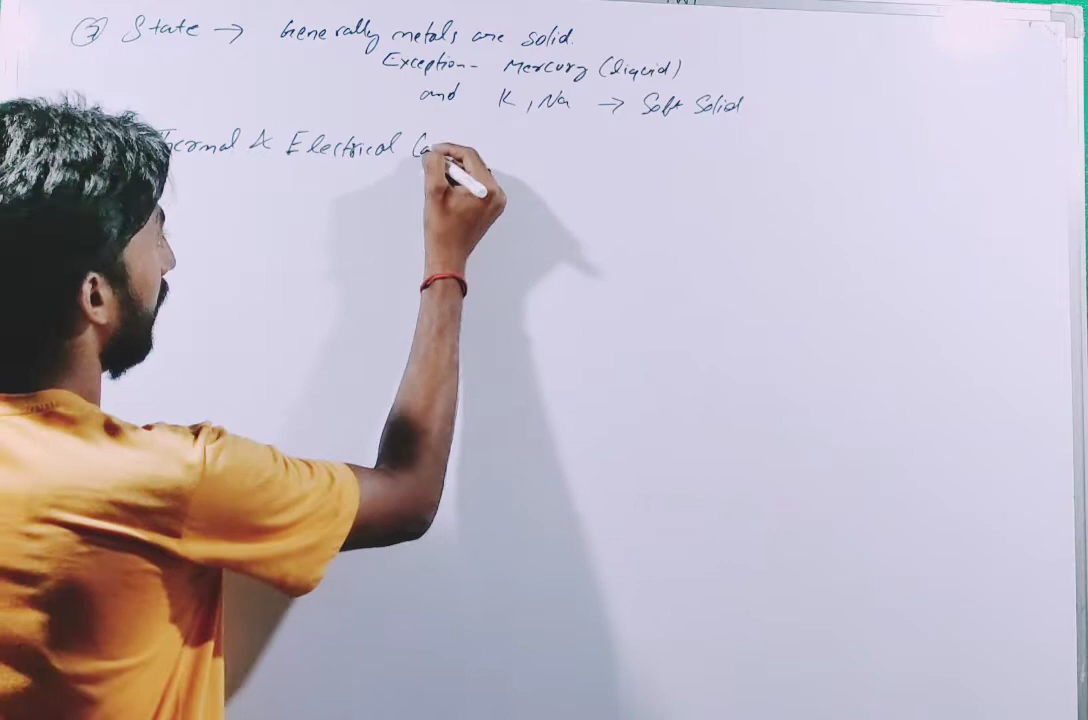 ⑦ State → Generally metals are solid.
Exception - Mercury (liquid)
and K, Na → Soft Solid
Thermal & Electrical Co